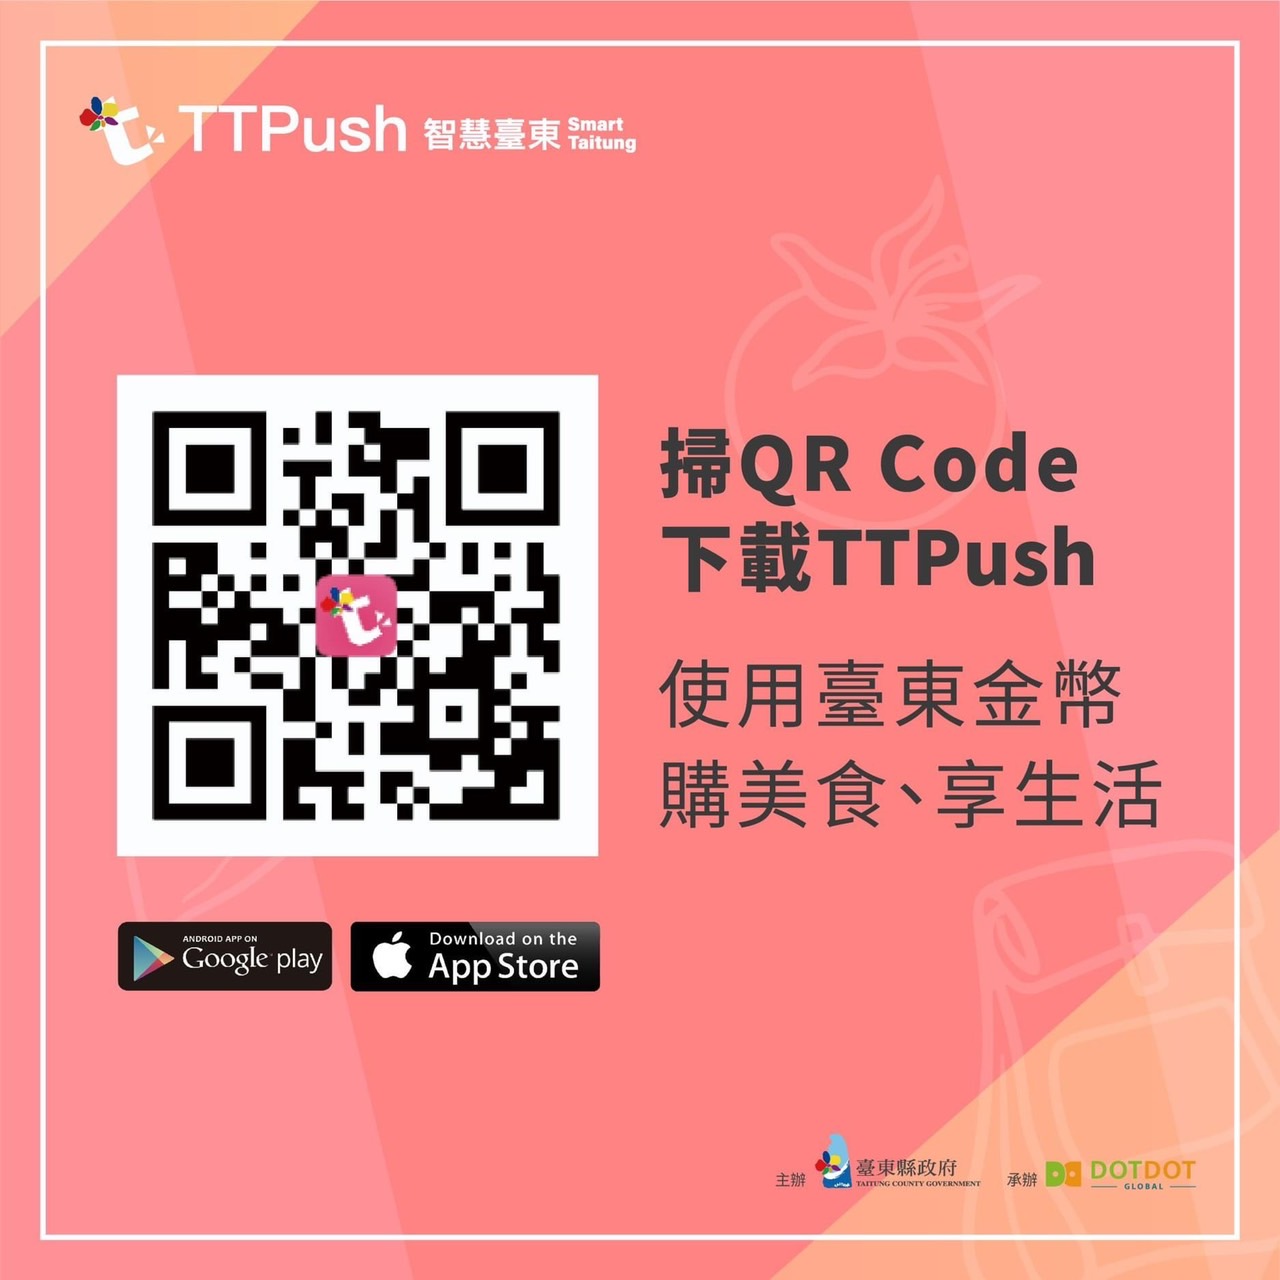 TTPush 智慧臺東 Smart Taitung
掃QR Code
下載TTPush
使用臺東金幣
購美食、享生活
ANDROID APP ON
Google play
Download on the
App Store
主辦 臺東縣政府
TAITUNG COUNTY GOVERNMENT
承辦 DOTDOT
GLOBAL